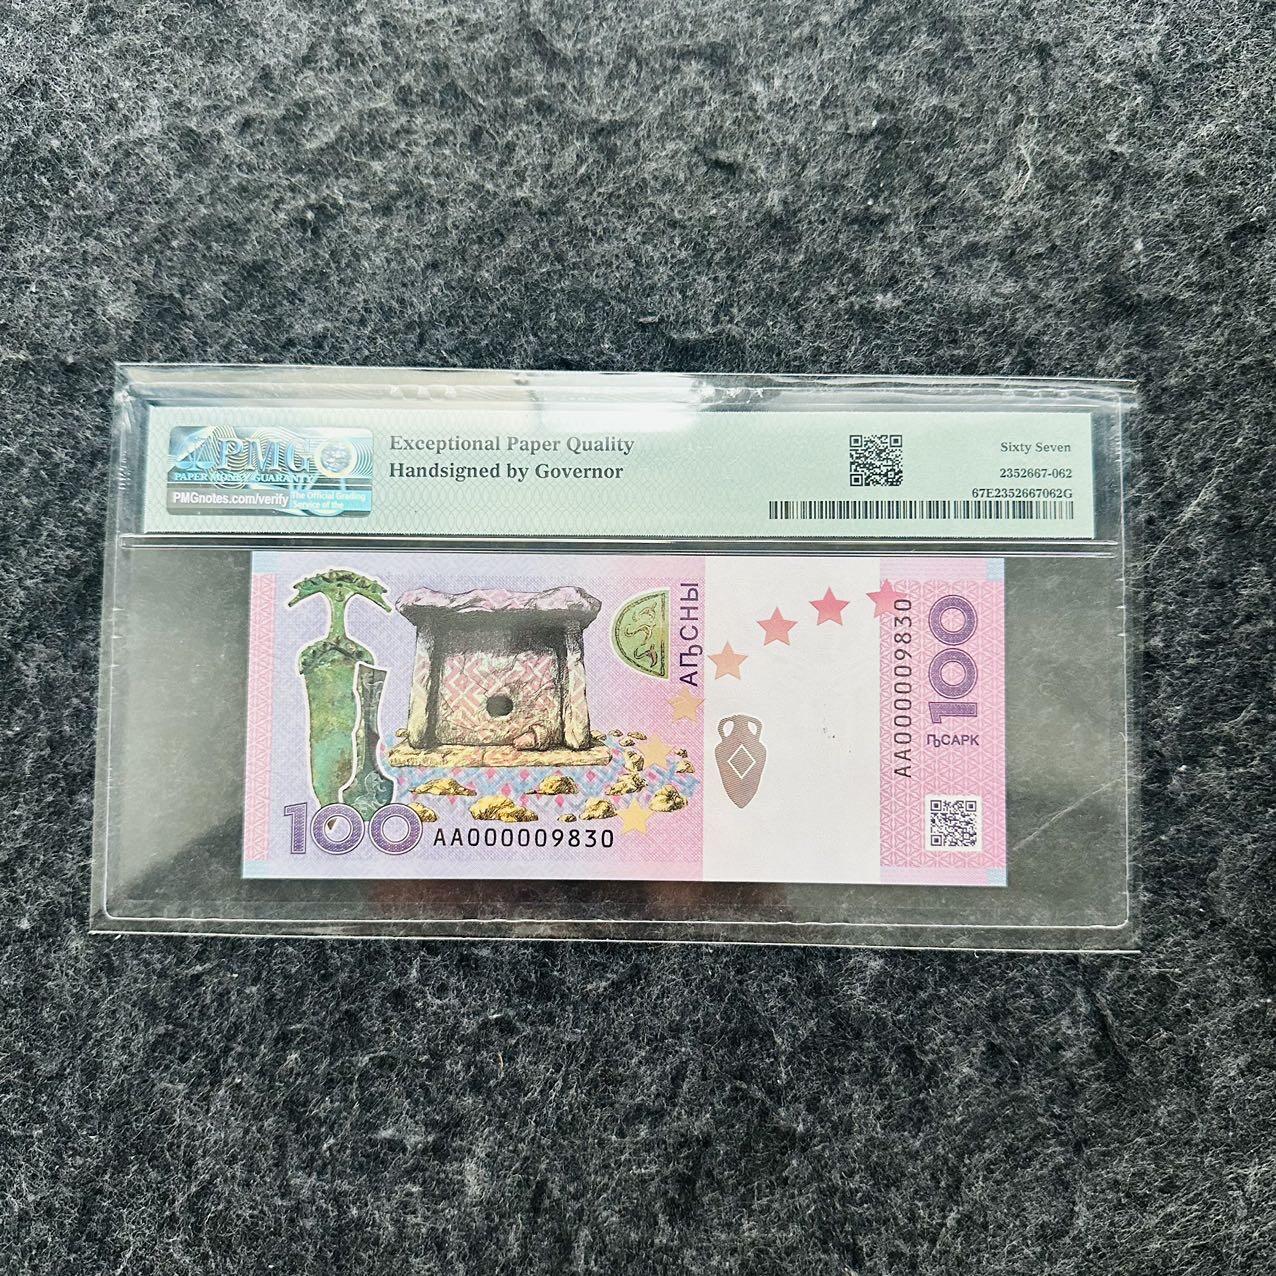 PMG
PAPER MONEY GUARANTY
PMGnotes.com/verify
The Official Grading
Service of the
Exceptional Paper Quality
Handsigned by Governor
Sixty Seven
2352667-062
67E2352667062G
АҦСНЫ
100
AA000009830
AA000009830
100
ҦСАРК